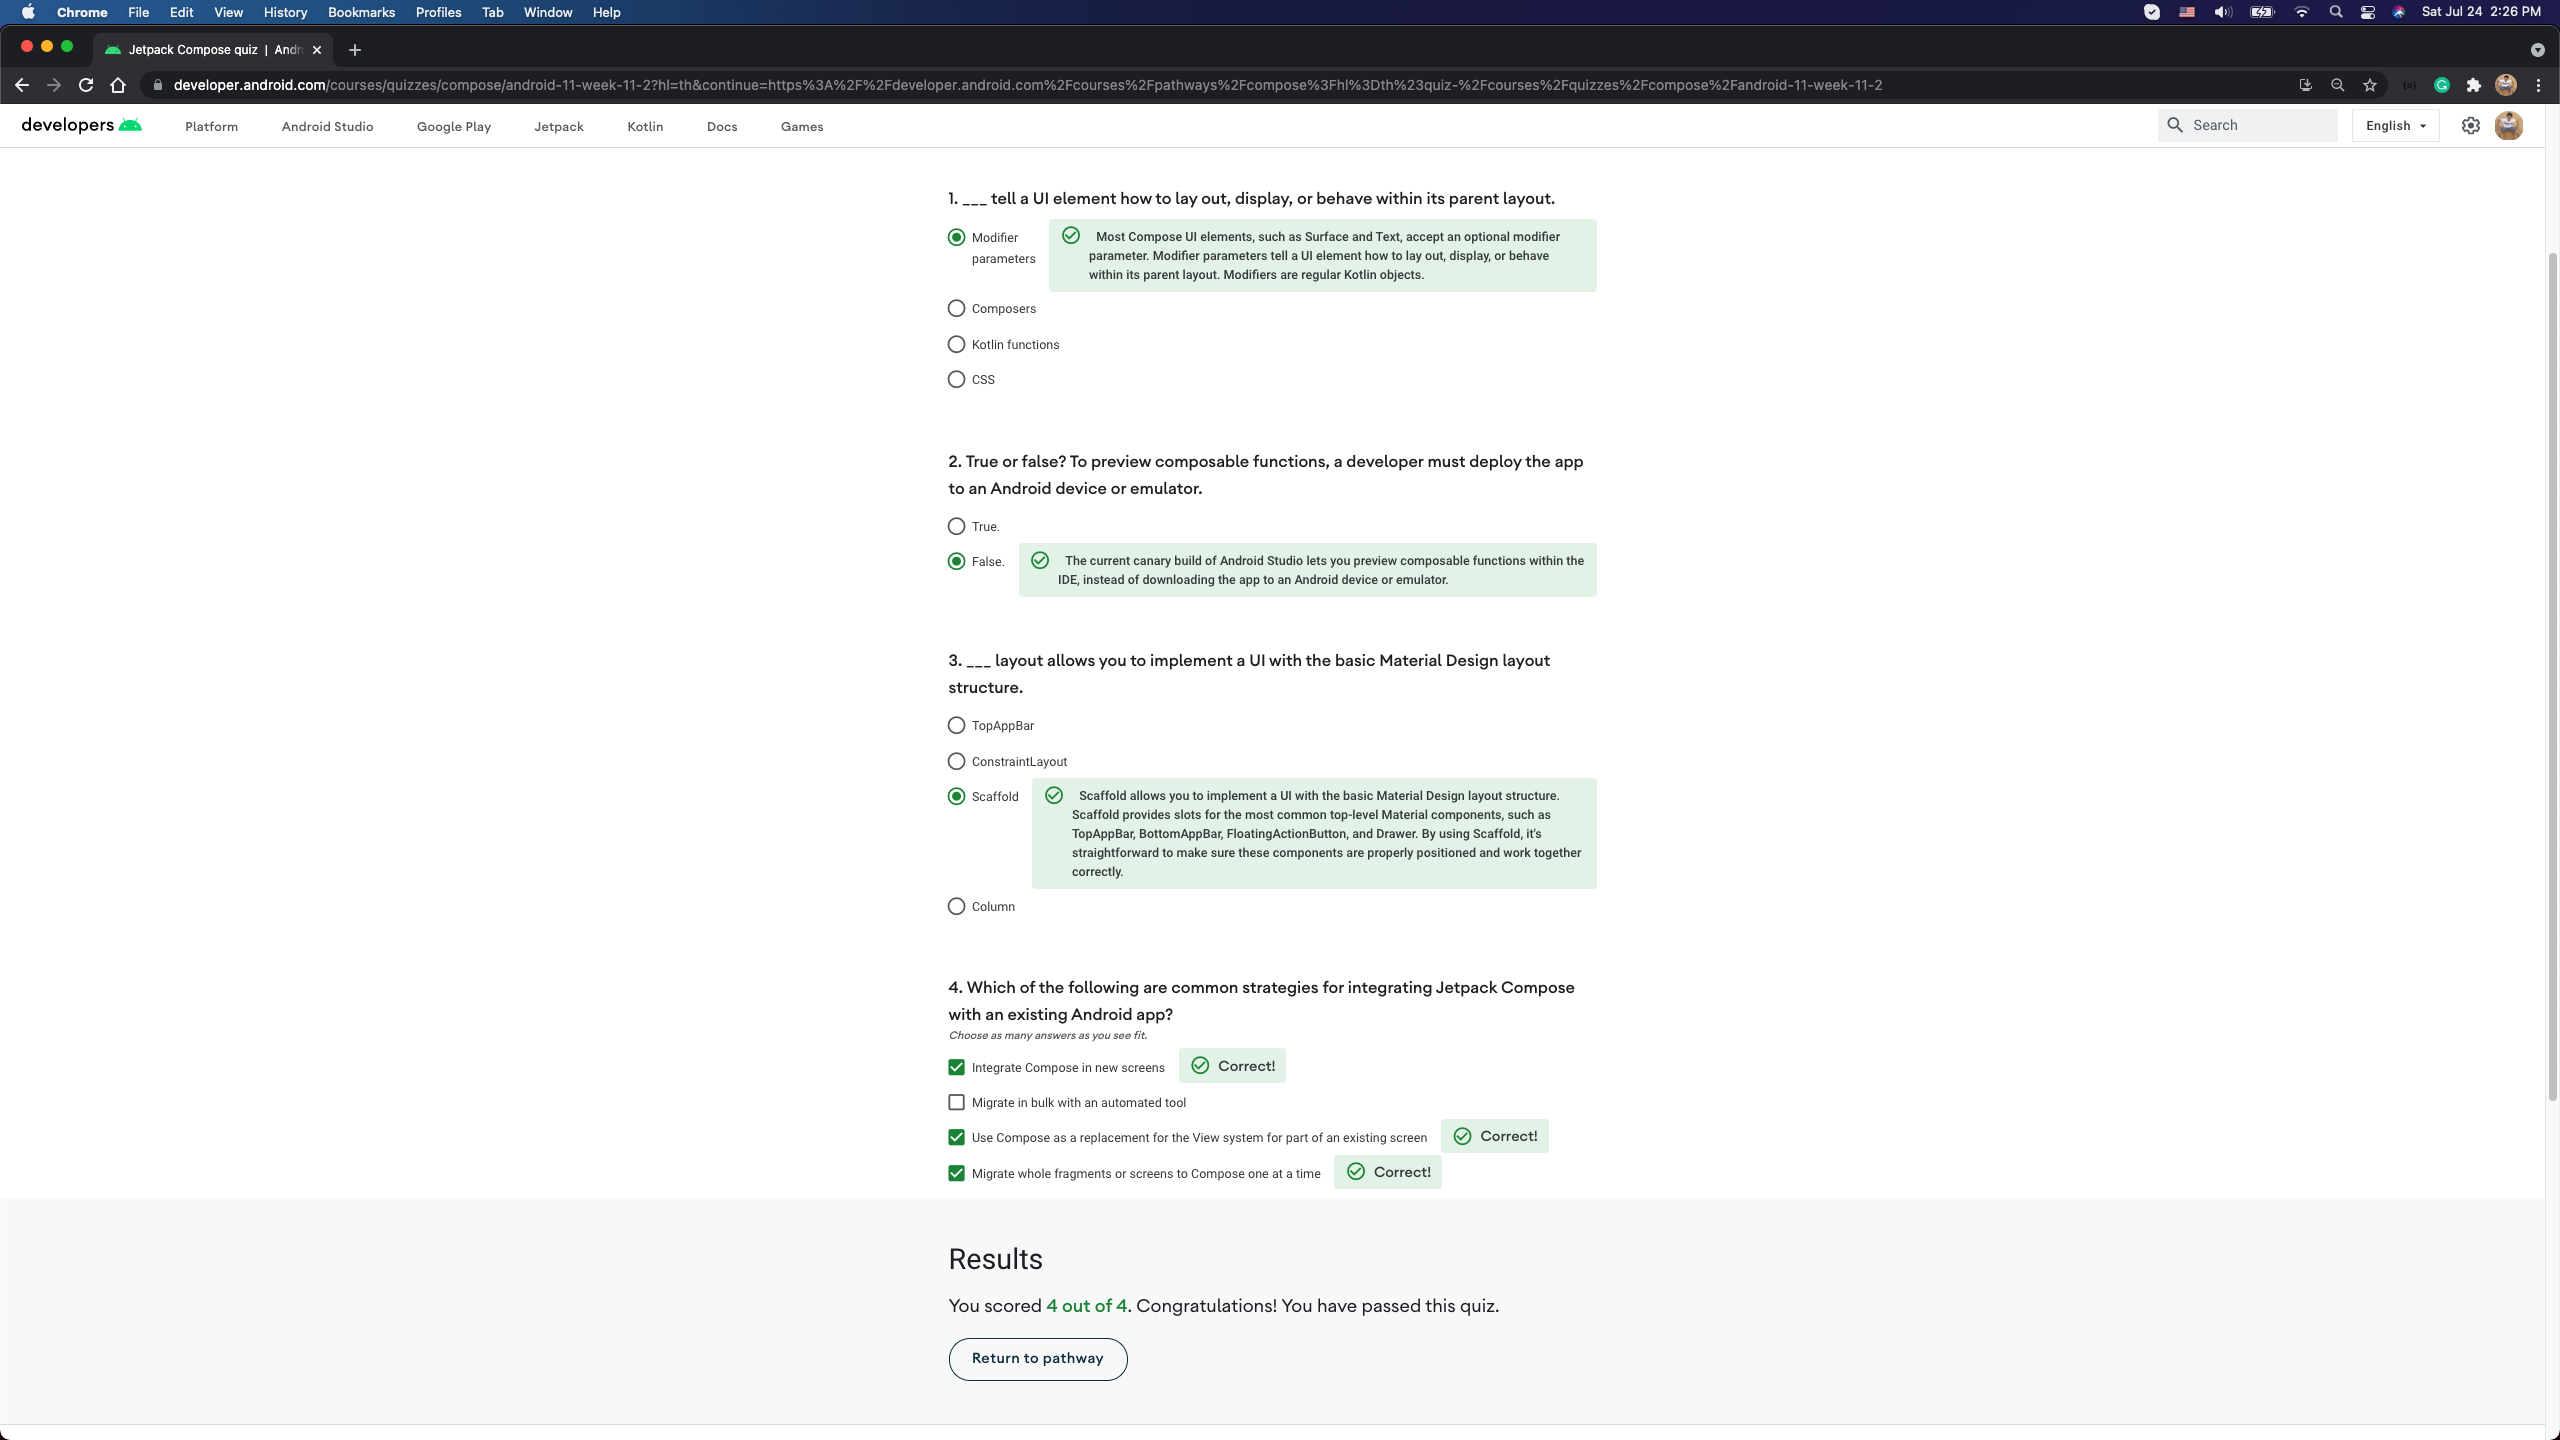 Chrome File Edit View History Bookmarks Profiles Tab Window Help Sat Jul 24 2:26 PM
Jetpack Compose quiz | Andr
developer.android.com/courses/quizzes/compose/android-11-week-11-2?hl=th&continue=https%3A%2F%2Fdeveloper.android.com%2Fcourses%2Fpathways%2Fcompose%3Fhl%3Dth%23quiz-%2Fcourses%2Fquizzes%2Fcompose%2Fandroid-11-week-11-2
developers Platform Android Studio Google Play Jetpack Kotlin Docs Games Search English
1. ___ tell a UI element how to lay out, display, or behave within its parent layout.
Modifier
parameters
Most Compose UI elements, such as Surface and Text, accept an optional modifier
parameter. Modifier parameters tell a UI element how to lay out, display, or behave
within its parent layout. Modifiers are regular Kotlin objects.
Composers
Kotlin functions
CSS
2. True or false? To preview composable functions, a developer must deploy the app
to an Android device or emulator.
True.
False.
The current canary build of Android Studio lets you preview composable functions within the
IDE, instead of downloading the app to an Android device or emulator.
3. ___ layout allows you to implement a UI with the basic Material Design layout
structure.
TopAppBar
ConstraintLayout
Scaffold
Scaffold allows you to implement a UI with the basic Material Design layout structure.
Scaffold provides slots for the most common top-level Material components, such as
TopAppBar, BottomAppBar, FloatingActionButton, and Drawer. By using Scaffold, it's
straightforward to make sure these components are properly positioned and work together
correctly.
Column
4. Which of the following are common strategies for integrating Jetpack Compose
with an existing Android app?
Choose as many answers as you see fit.
Integrate Compose in new screens Correct!
Migrate in bulk with an automated tool
Use Compose as a replacement for the View system for part of an existing screen Correct!
Migrate whole fragments or screens to Compose one at a time Correct!
Results
You scored 4 out of 4. Congratulations! You have passed this quiz.
Return to pathway